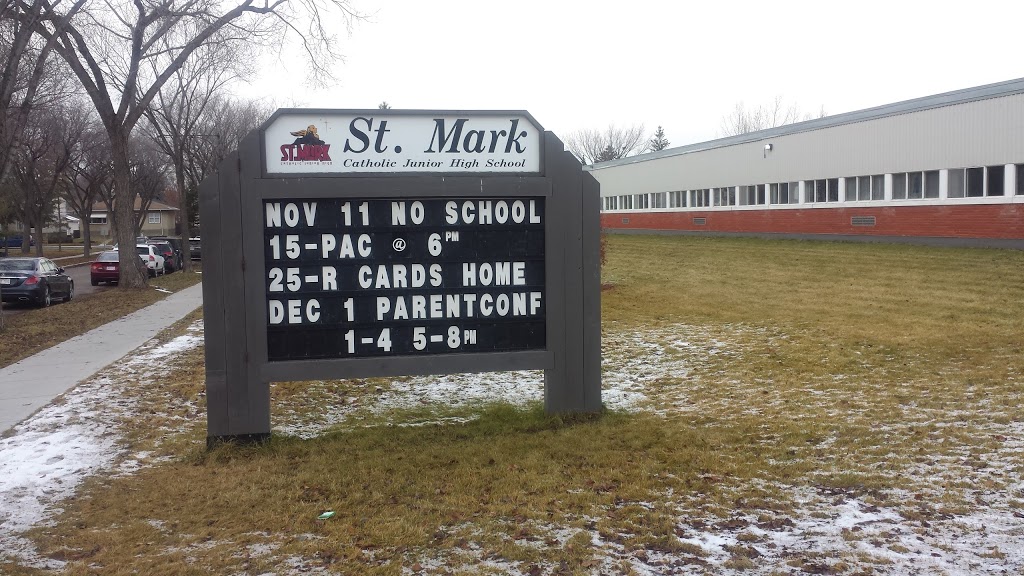 St. Mark
Catholic Junior High School
ST.MARK
NOV 11 NO SCHOOL
15-PAC @ 6PM
25-R CARDS HOME
DEC 1 PARENTCONF
1-4 5-8PM